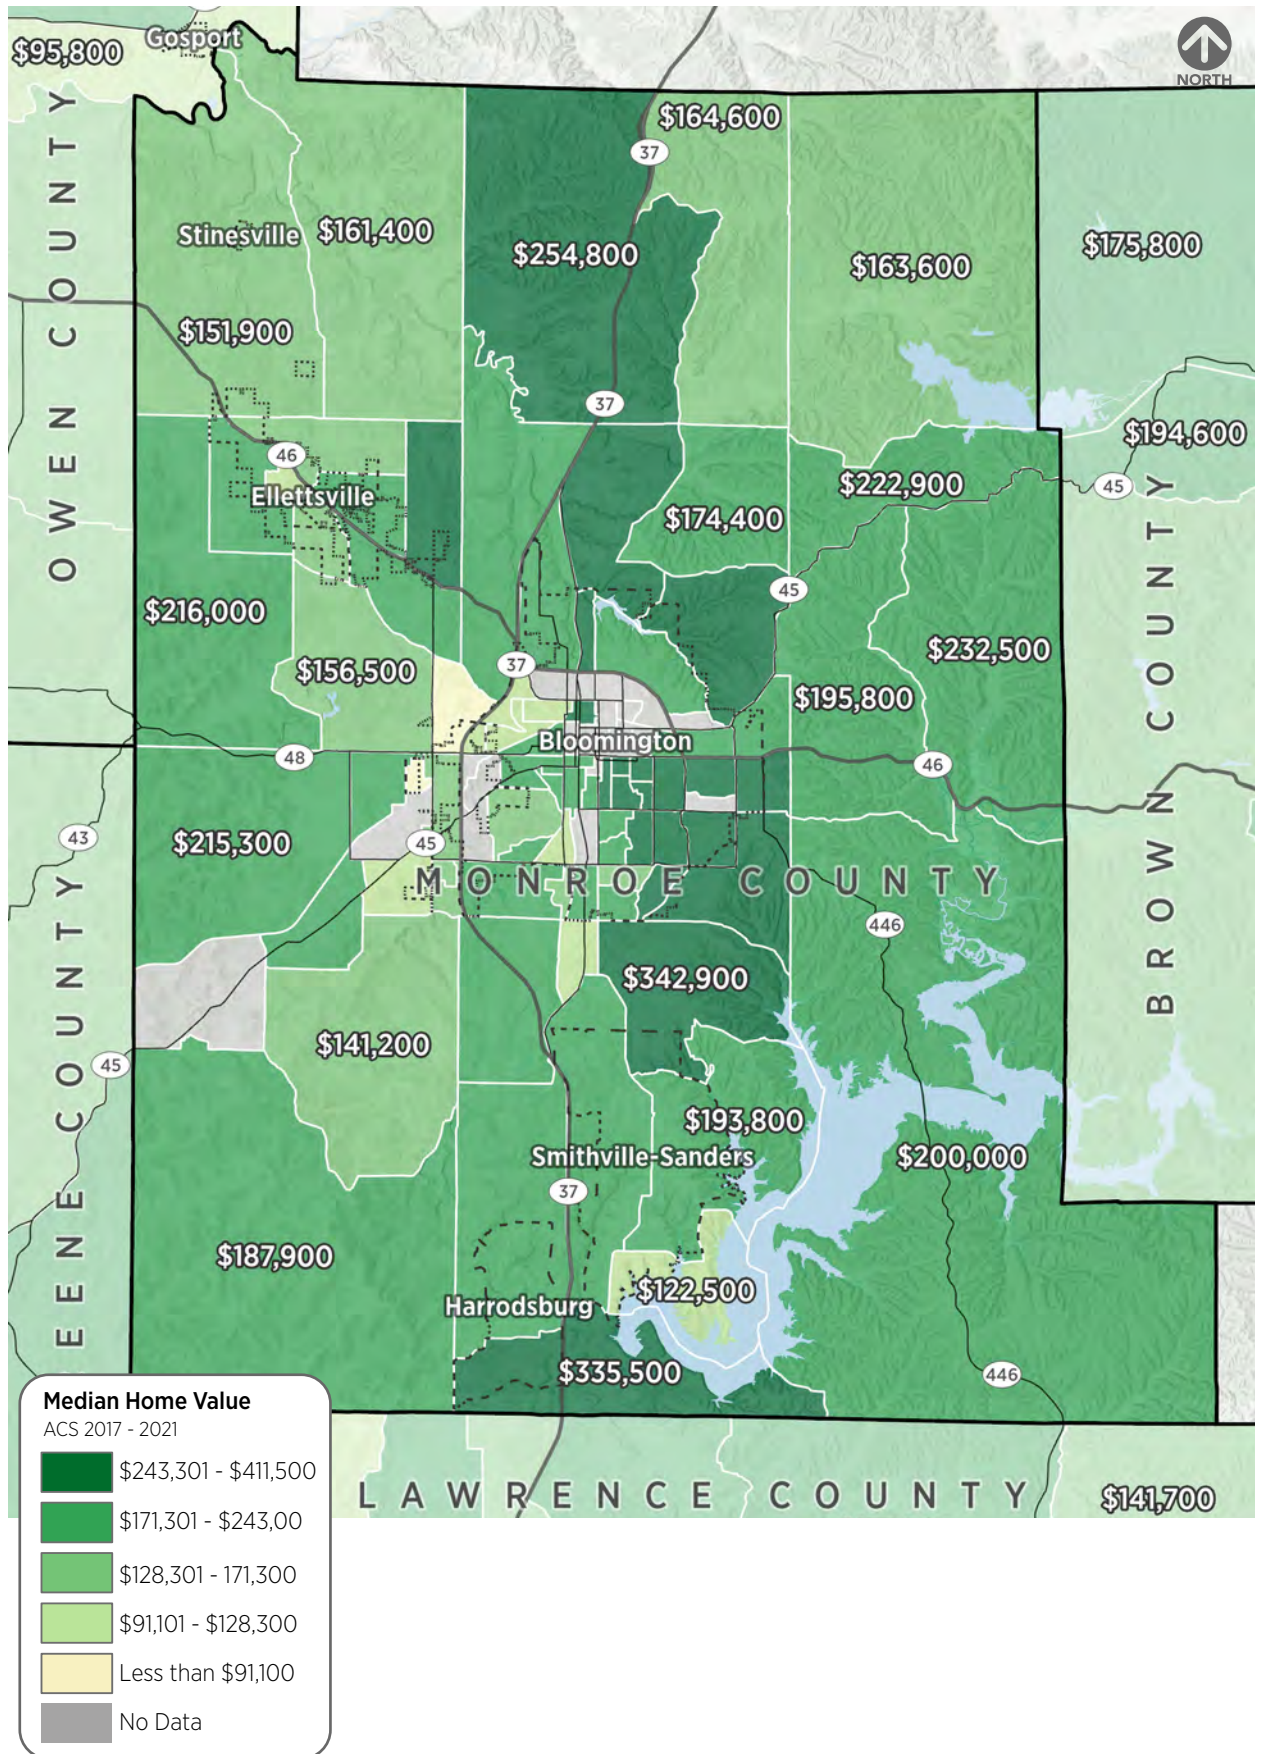 Gosport
$95,800
NORTH
$164,600
37
Stinesville
$161,400
$254,800
$163,600
$175,800
OWEN COUNTY
$151,900
37
46
Ellettsville
$194,600
45
$222,900
$174,400
$216,000
45
$232,500
$156,500
37
$195,800
BROWN COUNTY
Bloomington
48
46
43
$215,300
45
MONROE COUNTY
446
$342,900
$141,200
45
EENE COUNTY
$193,800
Smithville-Sanders
$200,000
37
$187,900
$122,500
Harrodsburg
$335,500
446
LAWRENCE COUNTY
$141,700
Median Home Value
ACS 2017 - 2021
$243,301 - $411,500
$171,301 - $243,00
$128,301 - 171,300
$91,101 - $128,300
Less than $91,100
No Data